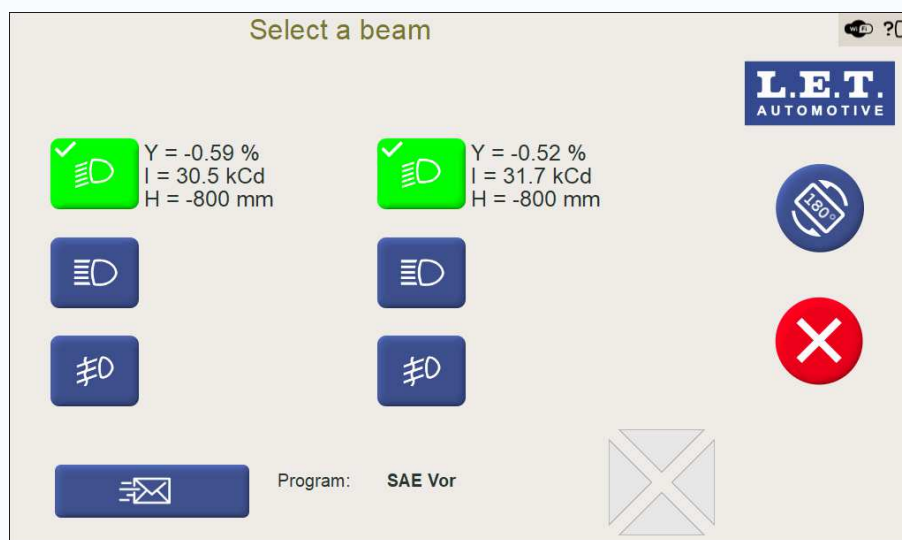 Select a beam
WiFi ?
L.E.T.
AUTOMOTIVE
Y = -0.59 %
I = 30.5 kCd
H = -800 mm
Y = -0.52 %
I = 31.7 kCd
H = -800 mm
180°
Program: SAE Vor